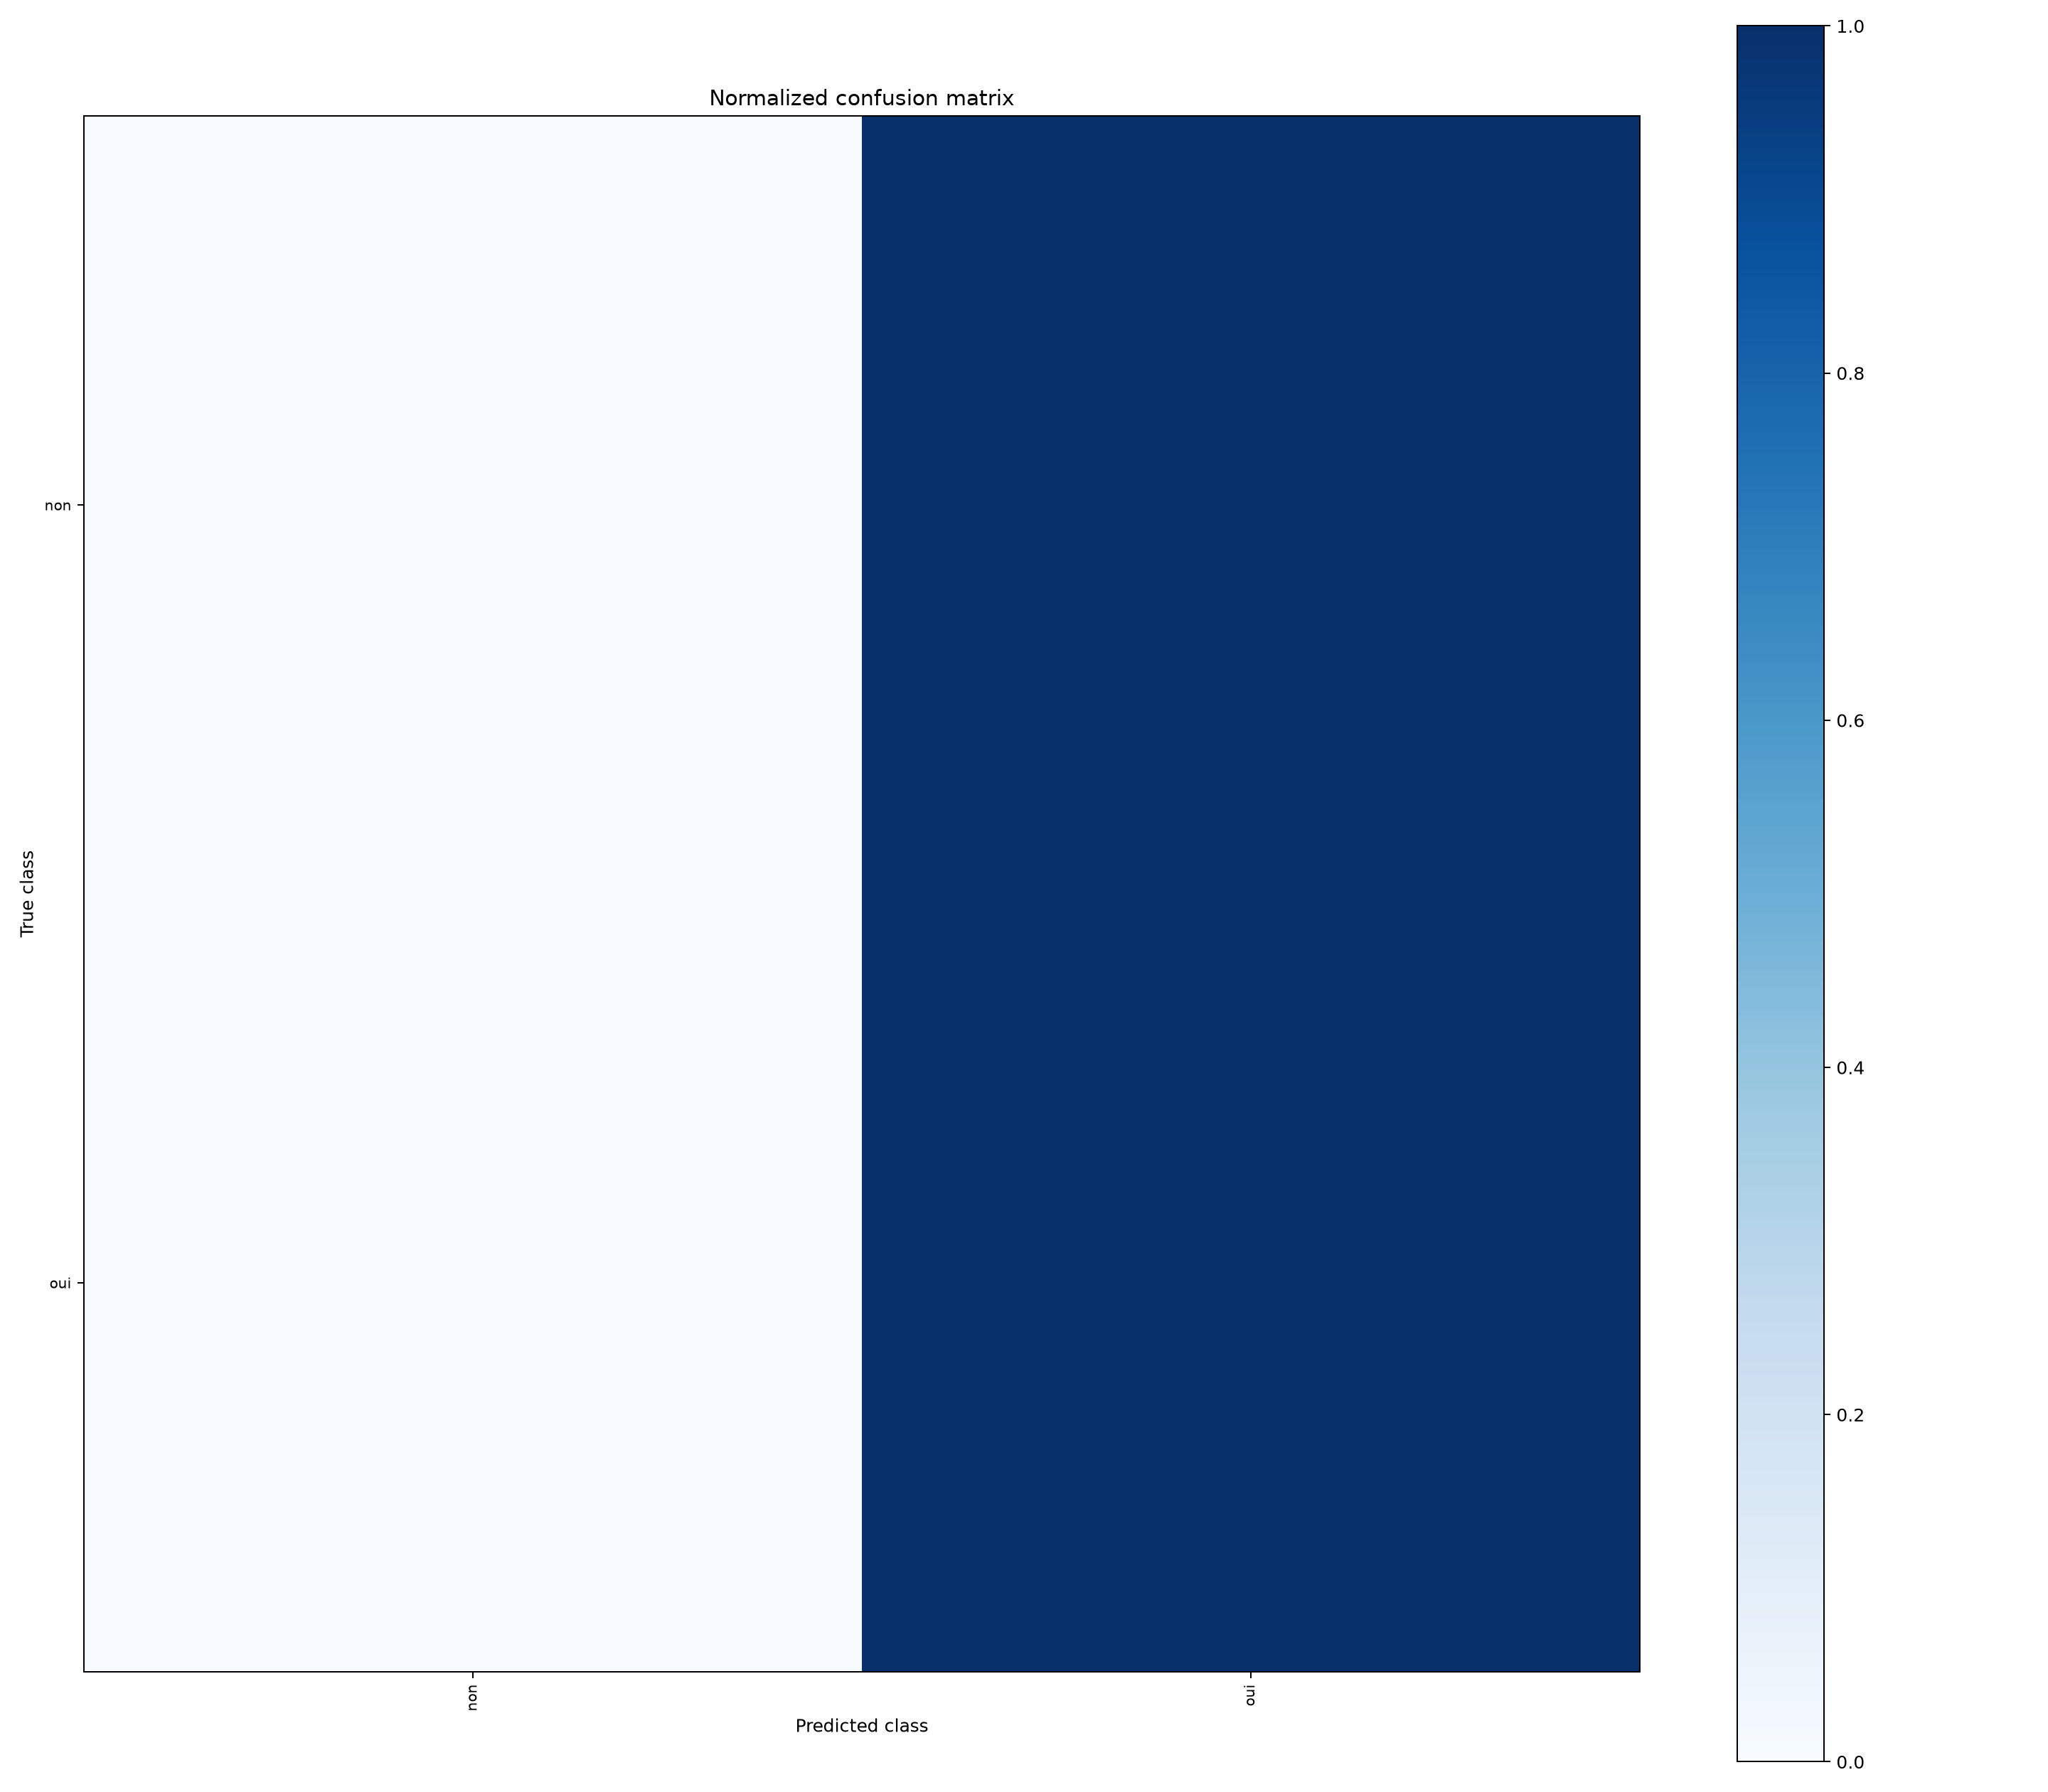 Normalized confusion matrix
1.0
0.8
0.6
0.4
0.2
0.0
True class
non
oui
non
oui
Predicted class